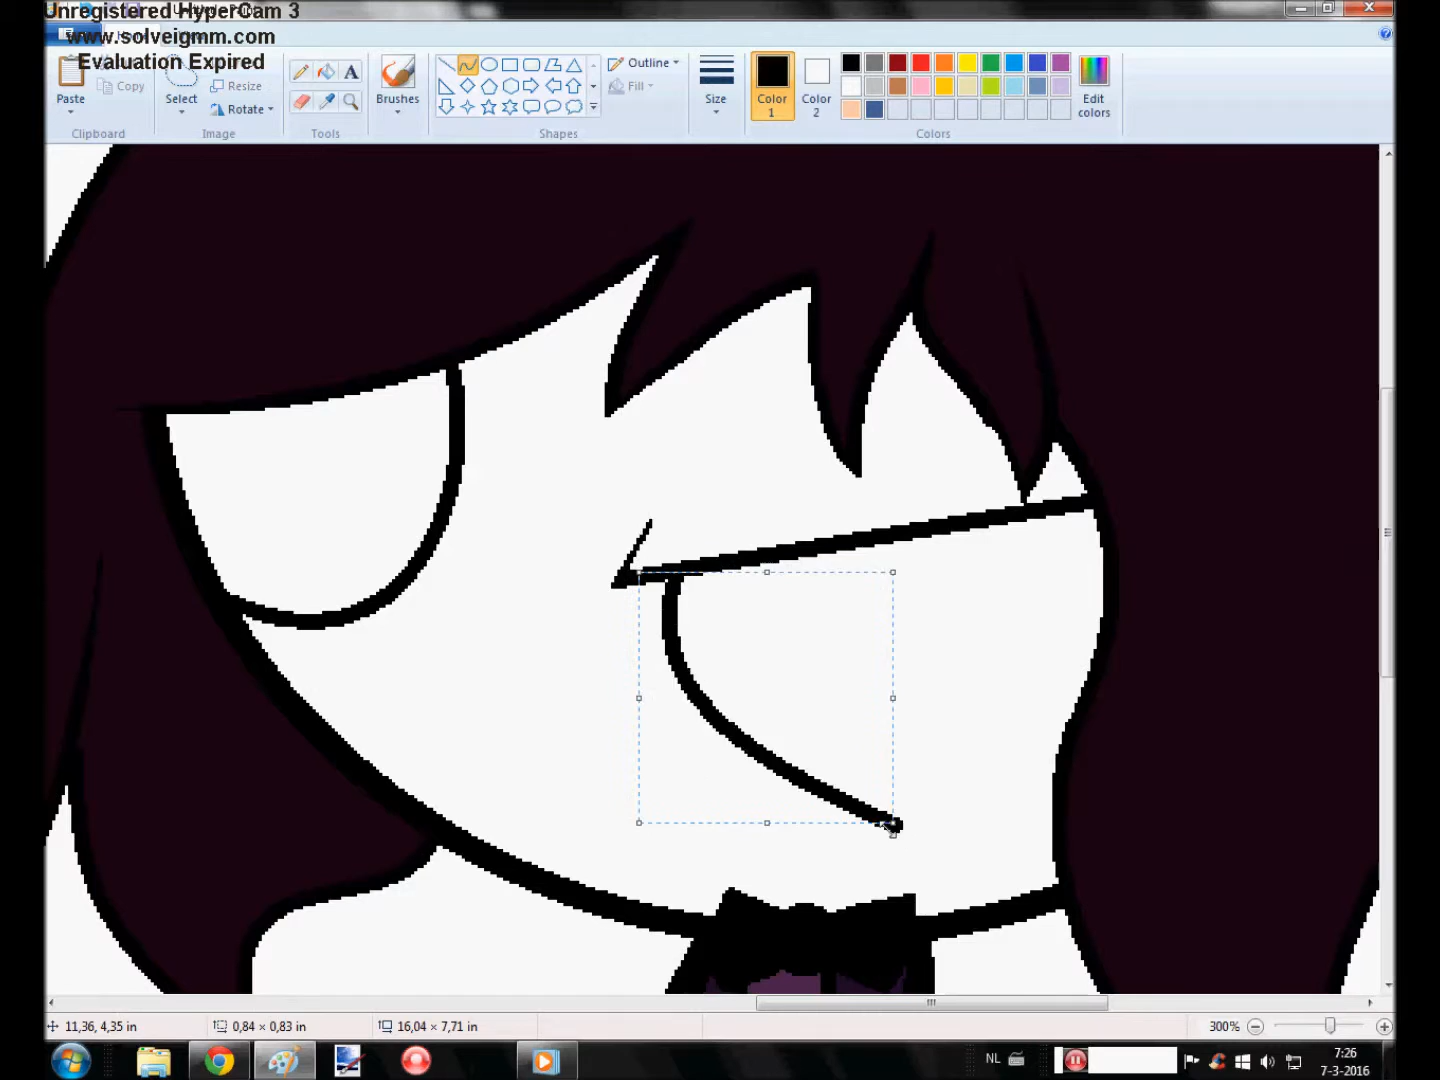 Unregistered HyperCam 3
www.solveigmm.com
Evaluation Expired
Paste
Copy
Clipboard
Select
Resize
Rotate
Image
Tools
Brushes
Shapes
Outline
Fill
Size
Color 1
Color 2
Edit colors
Colors
11,36, 4,35 in
0,84 × 0,83 in
16,04 × 7,71 in
300%
NL
7:26
7-3-2016